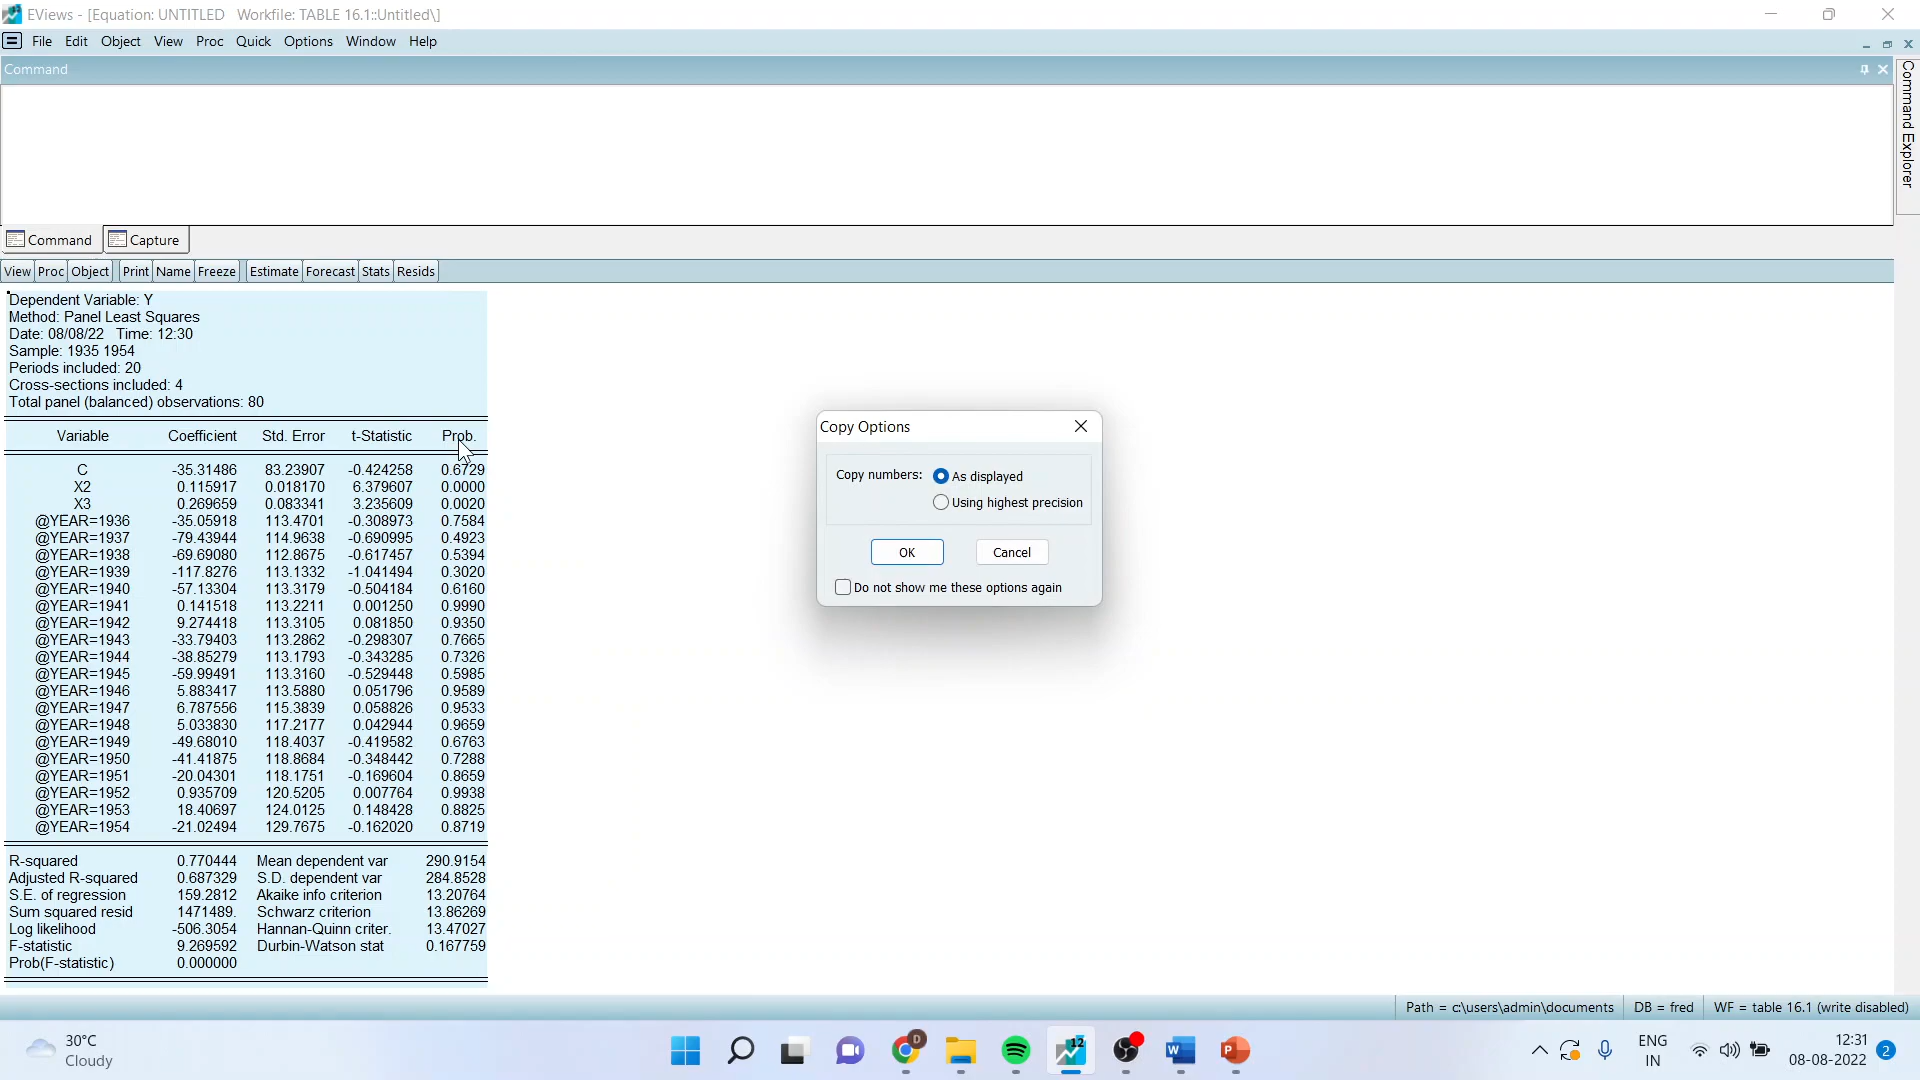 EViews - [Equation: UNTITLED   Workfile: TABLE 16.1::Untitled\]
File Edit Object View Proc Quick Options Window Help
Command
Command Explorer
Command Capture
View Proc Object Print Name Freeze Estimate Forecast Stats Resids
Dependent Variable: Y
Method: Panel Least Squares
Date: 08/08/22   Time: 12:30
Sample: 1935 1954
Periods included: 20
Cross-sections included: 4
Total panel (balanced) observations: 80
Variable Coefficient Std. Error t-Statistic Prob.
C -35.31486 83.23907 -0.424258 0.6729
X2 0.115917 0.018170 6.379607 0.0000
X3 0.269659 0.083341 3.235609 0.0020
@YEAR=1936 -35.05918 113.4701 -0.308973 0.7584
@YEAR=1937 -79.43944 114.9638 -0.690995 0.4923
@YEAR=1938 -69.69080 112.8675 -0.617457 0.5394
@YEAR=1939 -117.8276 113.1332 -1.041494 0.3020
@YEAR=1940 -57.13304 113.3179 -0.504184 0.6160
@YEAR=1941 0.141518 113.2211 0.001250 0.9990
@YEAR=1942 9.274418 113.3105 0.081850 0.9350
@YEAR=1943 -33.79403 113.2862 -0.298307 0.7665
@YEAR=1944 -38.85279 113.1793 -0.343285 0.7326
@YEAR=1945 -59.99491 113.3160 -0.529448 0.5985
@YEAR=1946 5.883417 113.5880 0.051796 0.9589
@YEAR=1947 6.787556 115.3839 0.058826 0.9533
@YEAR=1948 5.033830 117.2177 0.042944 0.9659
@YEAR=1949 -49.68010 118.4037 -0.419582 0.6763
@YEAR=1950 -41.41875 118.8684 -0.348442 0.7288
@YEAR=1951 -20.04301 118.1751 -0.169604 0.8659
@YEAR=1952 0.935709 120.5205 0.007764 0.9938
@YEAR=1953 18.40697 124.0125 0.148428 0.8825
@YEAR=1954 -21.02494 129.7675 -0.162020 0.8719
R-squared 0.770444 Mean dependent var 290.9154
Adjusted R-squared 0.687329 S.D. dependent var 284.8528
S.E. of regression 159.2812 Akaike info criterion 13.20764
Sum squared resid 1471489. Schwarz criterion 13.86269
Log likelihood -506.3054 Hannan-Quinn criter. 13.47027
F-statistic 9.269592 Durbin-Watson stat 0.167759
Prob(F-statistic) 0.000000
Copy Options
Copy numbers: As displayed
Using highest precision
OK Cancel
Do not show me these options again
Path = c:\users\admin\documents DB = fred WF = table 16.1 (write disabled)
30°C
Cloudy
D
12
W
P
ENG
IN
12:31
08-08-2022
2